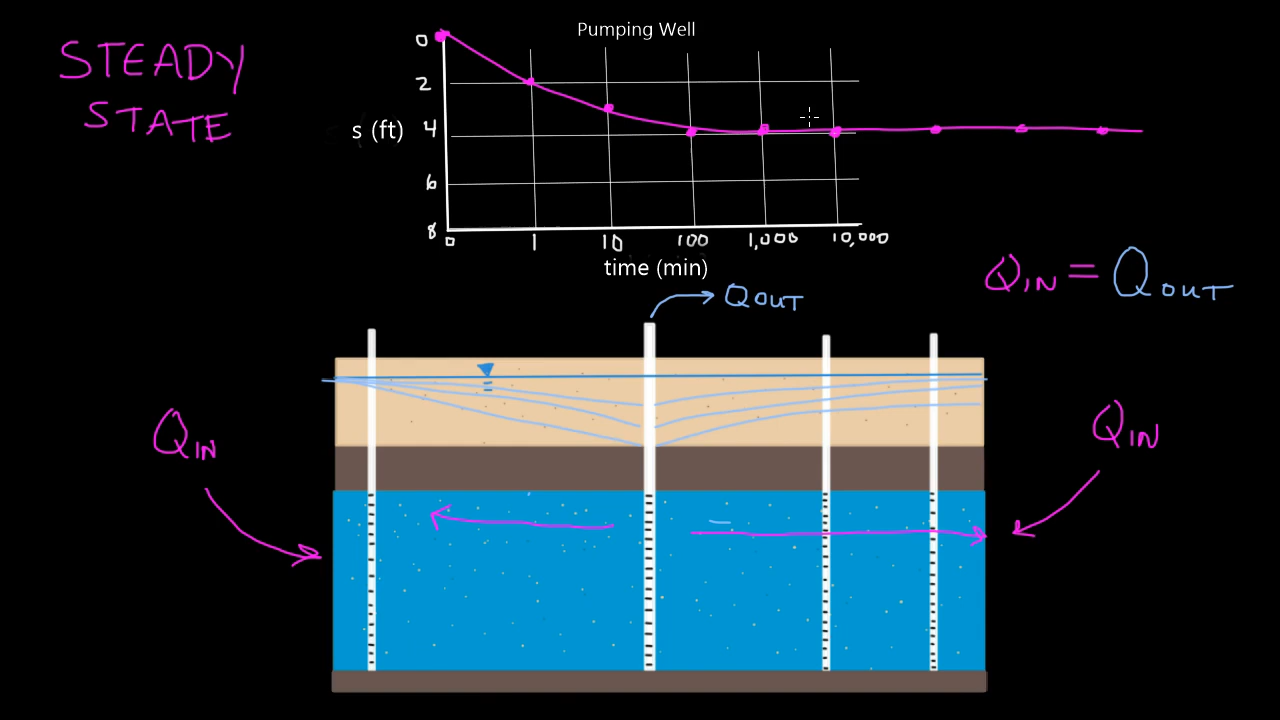 STEADY
STATE
Pumping Well
0
2
s (ft) 4
6
8
0 1 10 100 1,000 10,000
time (min)
QIN = QOUT
QOUT
QIN
QIN